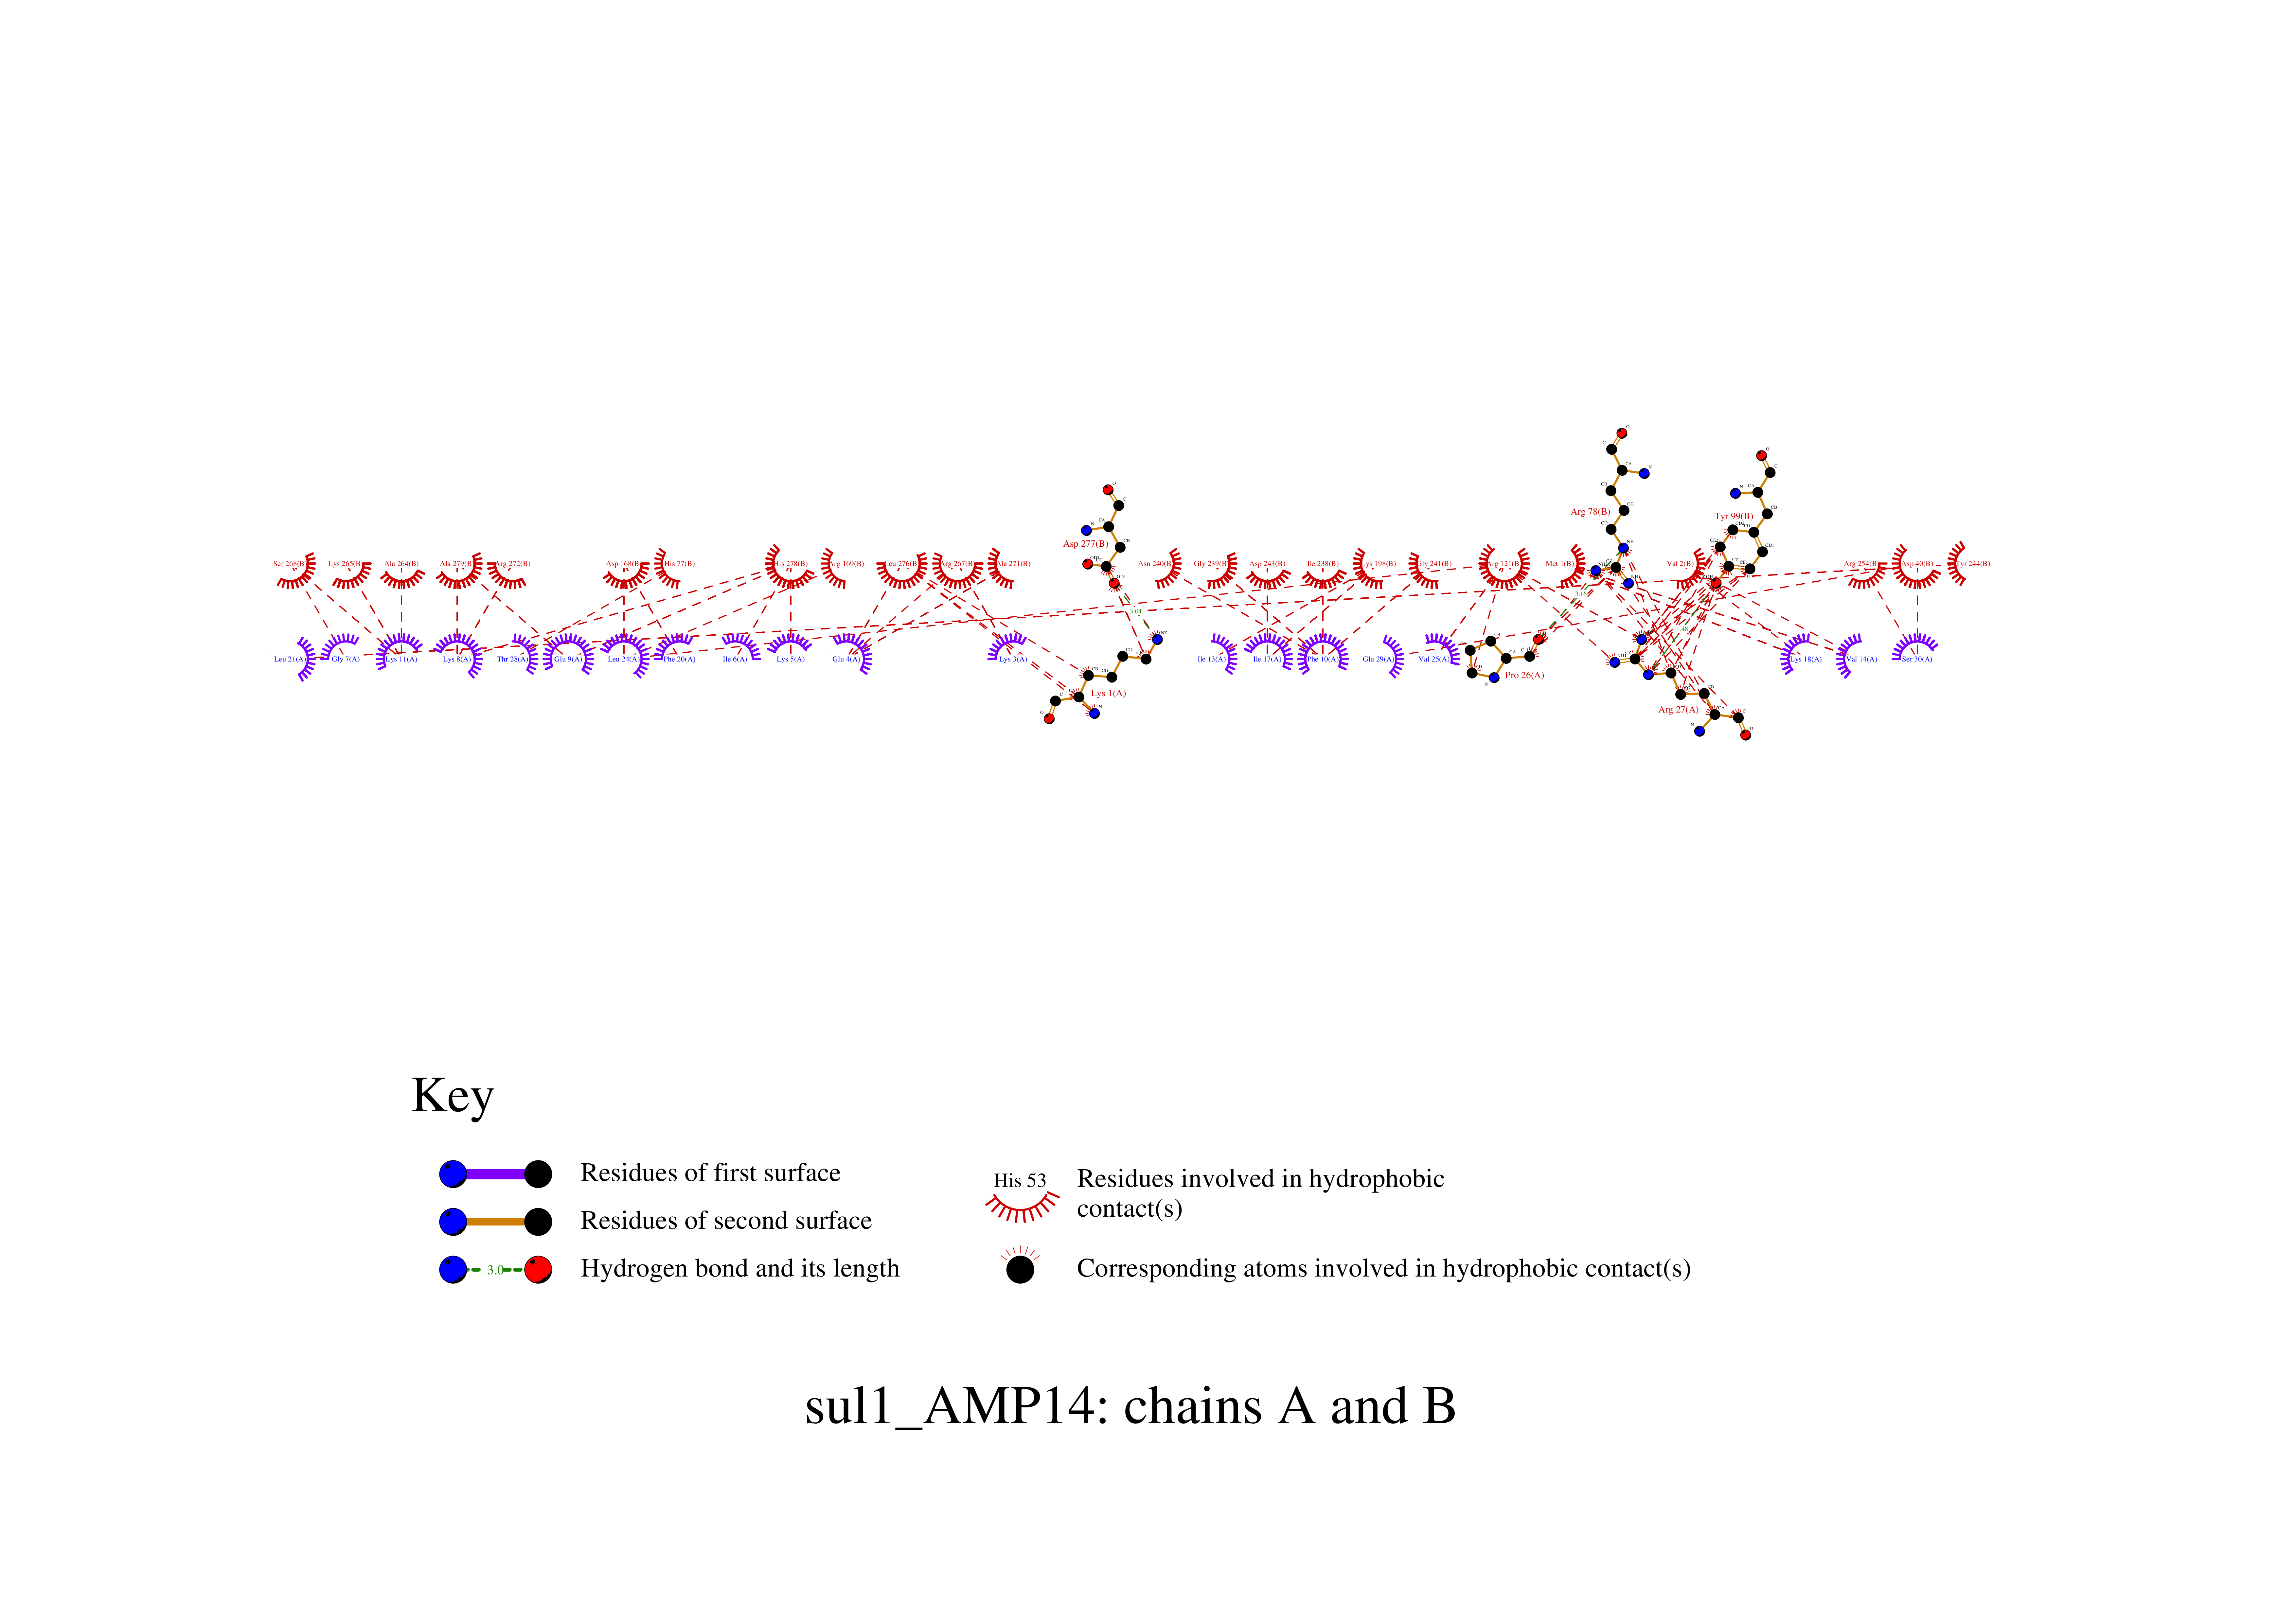 Arg 78(B)
Tyr 99(B)
Asp 277(B)
Ser 268(B) Lys 265(B) Ala 264(B) Ala 279(B) Arg 272(B) Asp 168(B) His 77(B) His 278(B) Arg 169(B) Leu 276(B) Arg 267(B) Ala 271(B) Asn 240(B) Gly 239(B) Asp 243(B) Ile 238(B) Lys 198(B) Gly 241(B) Arg 121(B) Met 1(B) Val 2(B) Arg 254(B) Asp 40(B) Tyr 244(B)
3.16
3.04
1.48
Leu 21(A) Gly 7(A) Lys 11(A) Lys 8(A) Thr 28(A) Glu 9(A) Leu 24(A) Phe 20(A) Ile 6(A) Lys 5(A) Glu 4(A) Lys 3(A) Ile 13(A) Ile 17(A) Phe 10(A) Glu 29(A) Val 25(A) Lys 18(A) Val 14(A) Ser 30(A)
Pro 26(A)
Lys 1(A)
Arg 27(A)
Key
Residues of first surface
Residues of second surface
3.0
Hydrogen bond and its length
His 53
Residues involved in hydrophobic
contact(s)
Corresponding atoms involved in hydrophobic contact(s)
sul1_AMP14: chains A and B